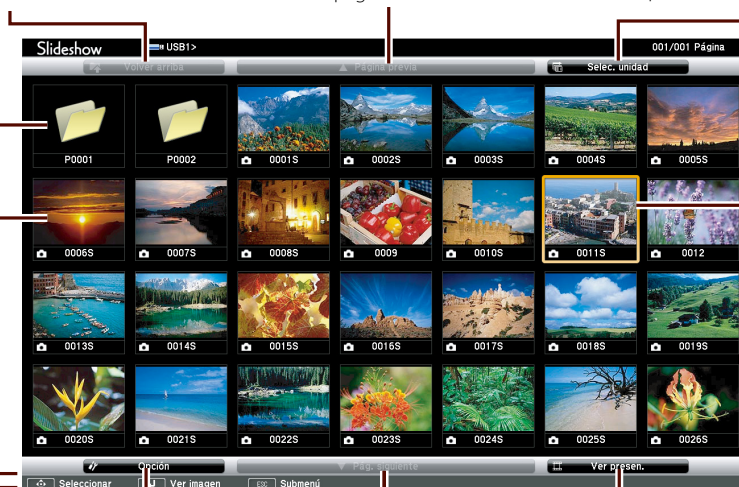 Slideshow USB1> 001/001 Página
Volver arriba ▲ Página previa Selec. unidad
P0001 P0002 0001S 0002S 0003S 0004S 0005S
0006S 0007S 0008S 0009 0010S 0011S 0012
0013S 0014S 0015S 0016S 0017S 0018S 0019S
0020S 0021S 0022S 0023S 0024S 0025S 0026S
Opción ▼ Pág. siguiente Ver presen.
Seleccionar Ver imagen ESC Submenú